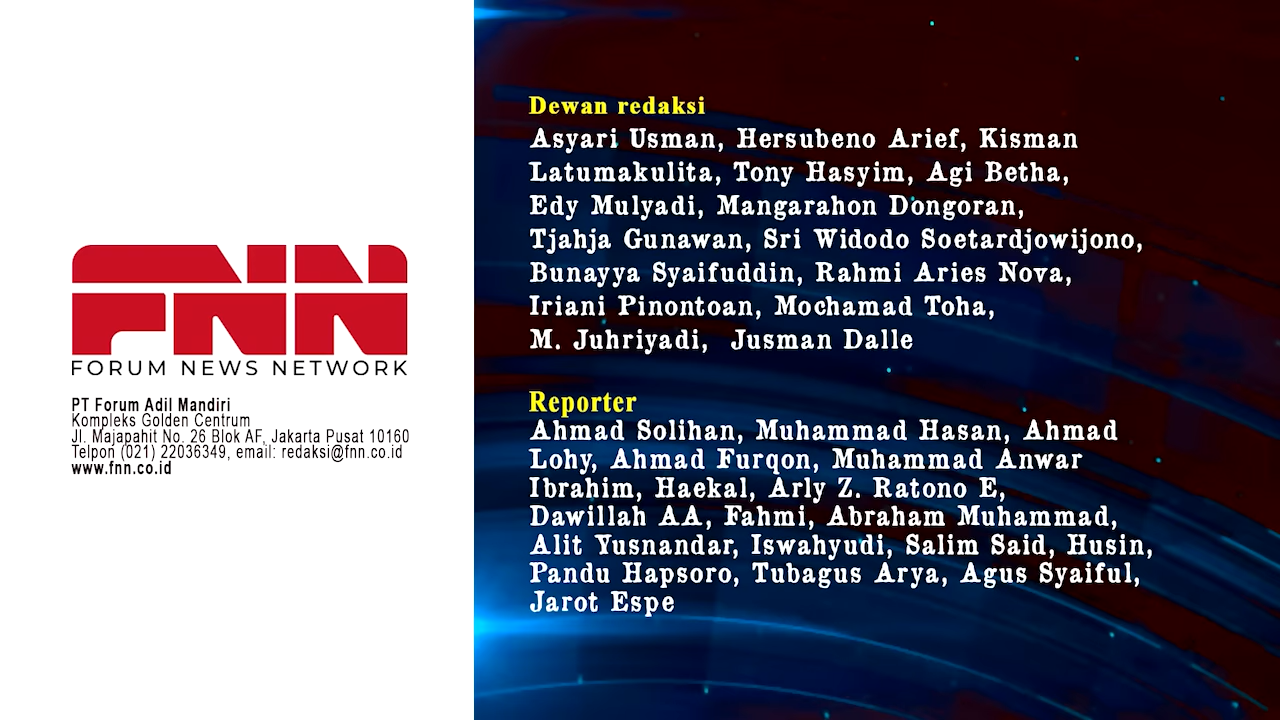 FNN
FORUM NEWS NETWORK
PT Forum Adil Mandiri
Kompleks Golden Centrum
Jl. Majapahit No. 26 Blok AF, Jakarta Pusat 10160
Telpon (021) 22036349, email: redaksi@fnn.co.id
www.fnn.co.id
Dewan redaksi
Asyari Usman, Hersubeno Arief, Kisman
Latumakulita, Tony Hasyim, Agi Betha,
Edy Mulyadi, Mangarahon Dongoran,
Tjahja Gunawan, Sri Widodo Soetardjowijono,
Bunayya Syaifuddin, Rahmi Aries Nova,
Iriani Pinontoan, Mochamad Toha,
M. Juhriyadi,  Jusman Dalle
Reporter
Ahmad Solihan, Muhammad Hasan, Ahmad
Lohy, Ahmad Furqon, Muhammad Anwar
Ibrahim, Haekal, Arly Z. Ratono E,
Dawillah AA, Fahmi, Abraham Muhammad,
Alit Yusnandar, Iswahyudi, Salim Said, Husin,
Pandu Hapsoro, Tubagus Arya, Agus Syaiful,
Jarot Espe